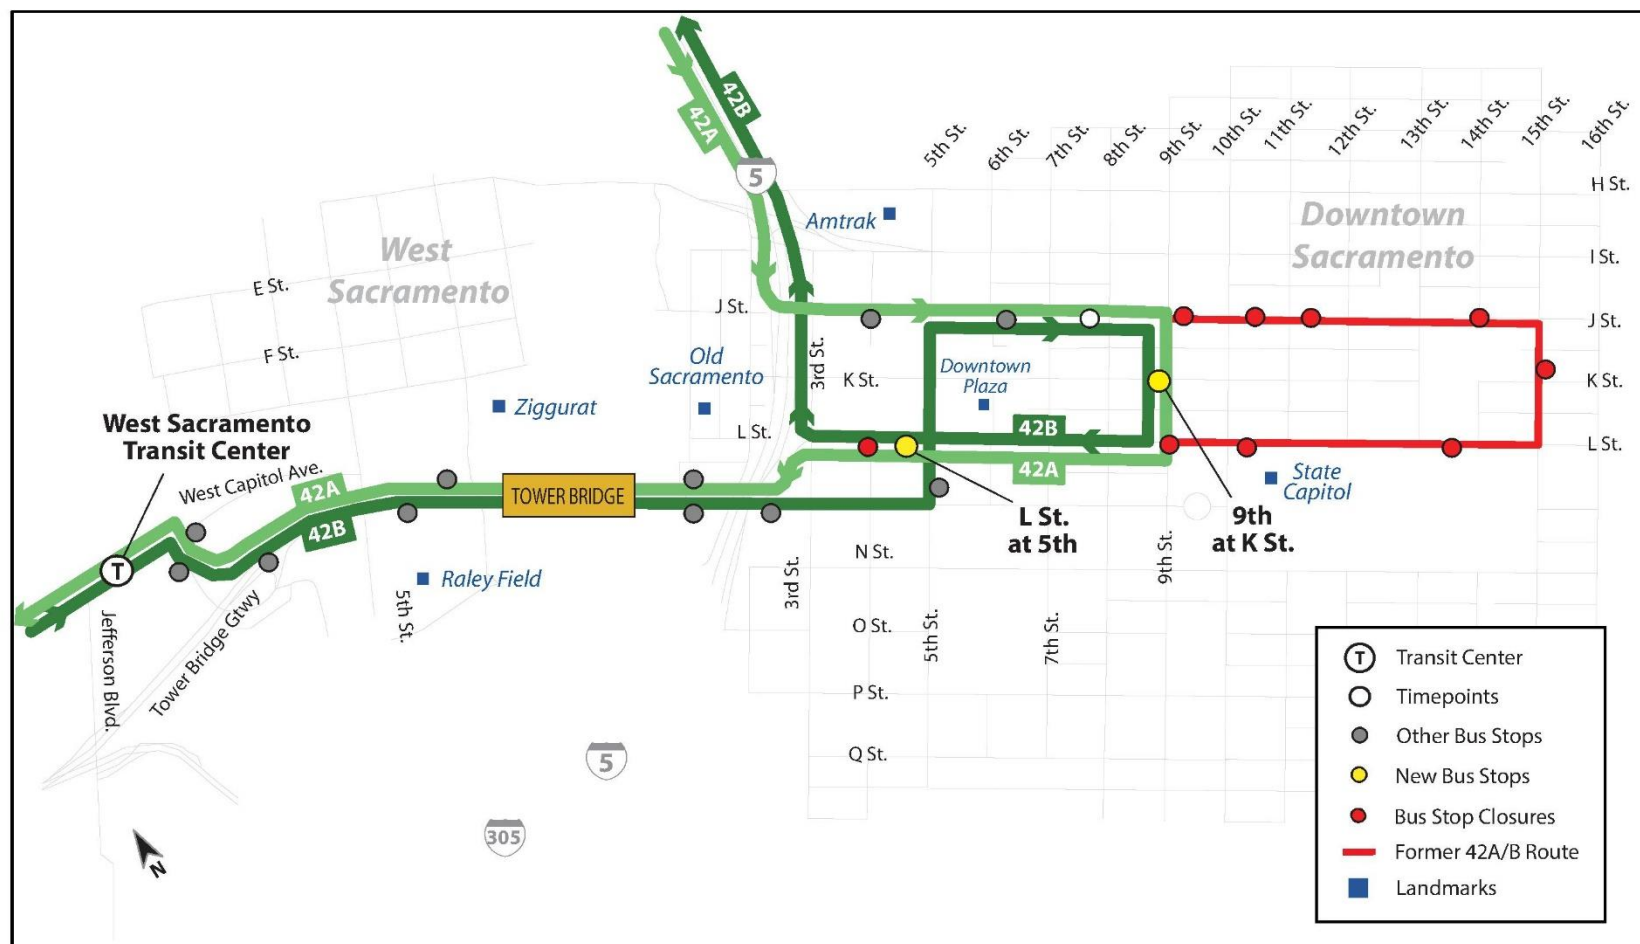 42B
42A
5
5th St.
6th St.
7th St.
8th St.
9th St.
10th St.
11th St.
12th St.
13th St.
14th St.
15th St.
16th St.
H St.
Amtrak
Downtown
Sacramento
I St.
West
Sacramento
E St.
J St.
J St.
F St.
3rd St.
Old
Sacramento
K St.
Downtown
Plaza
K St.
Ziggurat
West Sacramento
Transit Center
L St.
42B
L St.
42A
West Capitol Ave.
42A
TOWER BRIDGE
State
Capitol
42B
L St.
at 5th
9th
at K St.
T
Raley Field
N St.
9th St.
3rd St.
Jefferson Blvd.
Tower Bridge Gtwy
5th St.
O St.
5th St.
7th St.
P St.
Q St.
5
305
N
T Transit Center
Timepoints
Other Bus Stops
New Bus Stops
Bus Stop Closures
Former 42A/B Route
Landmarks